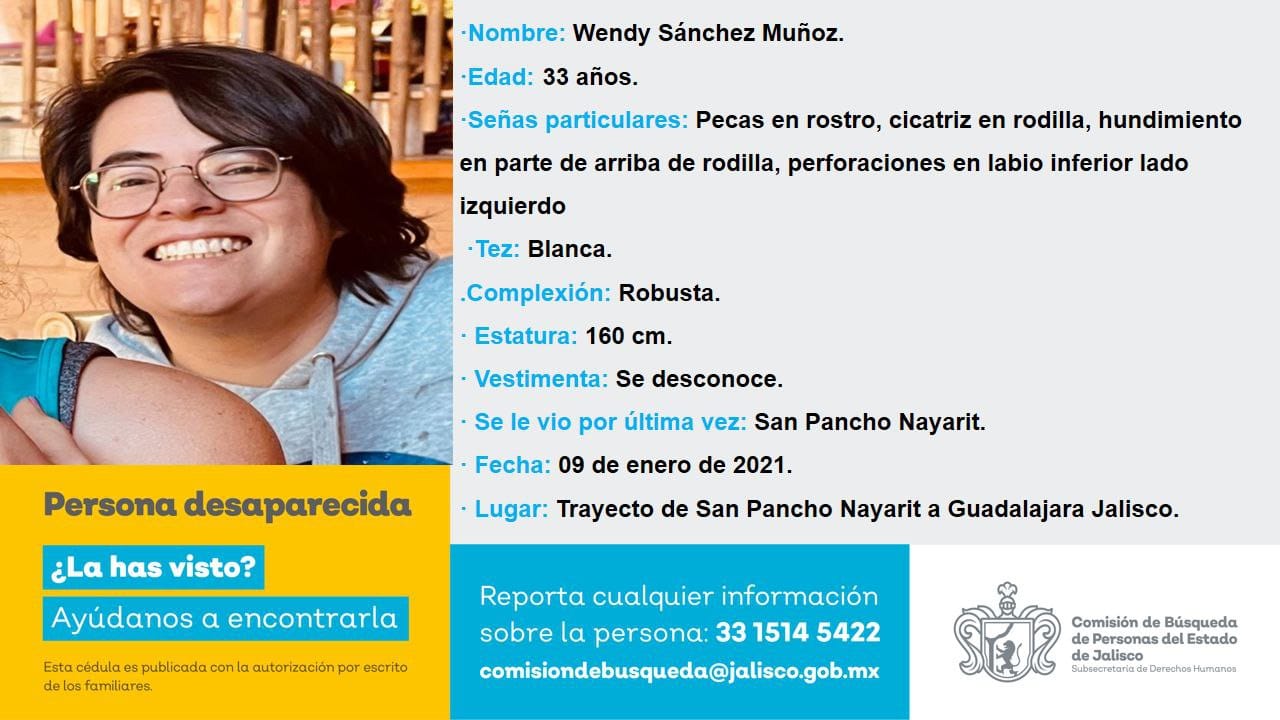 ·Nombre: Wendy Sánchez Muñoz.
·Edad: 33 años.
·Señas particulares: Pecas en rostro, cicatriz en rodilla, hundimiento
en parte de arriba de rodilla, perforaciones en labio inferior lado
izquierdo
·Tez: Blanca.
.Complexión: Robusta.
· Estatura: 160 cm.
· Vestimenta: Se desconoce.
· Se le vio por última vez: San Pancho Nayarit.
· Fecha: 09 de enero de 2021.
· Lugar: Trayecto de San Pancho Nayarit a Guadalajara Jalisco.
Persona desaparecida
¿La has visto?
Ayúdanos a encontrarla
Esta cédula es publicada con la autorización por escrito
de los familiares.
Reporta cualquier información
sobre la persona: 33 1514 5422
comisiondebusqueda@jalisco.gob.mx
Comisión de Búsqueda
de Personas del Estado
de Jalisco
Subsecretaría de Derechos Humanos